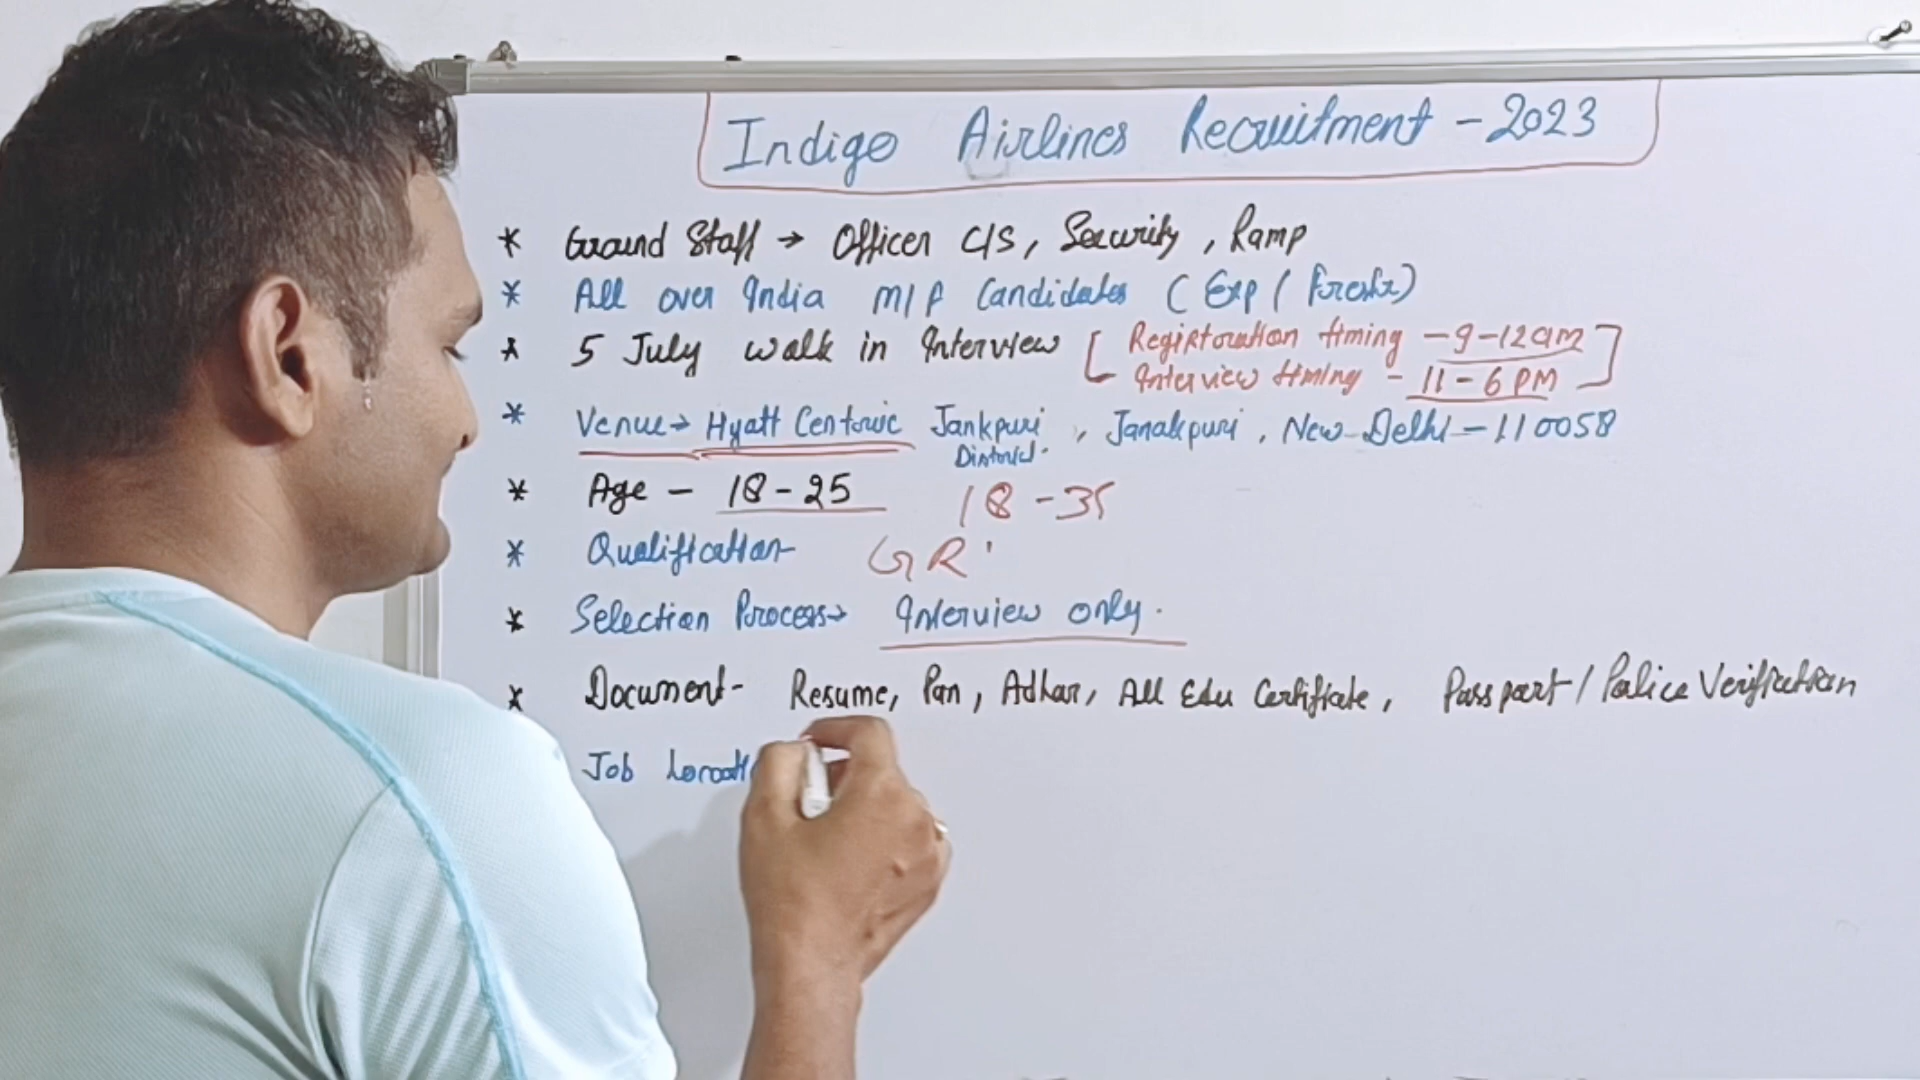 Indigo Airlines Recruitment - 2023
* Ground Staff → Officer C/S, Security, Ramp
* All over India M/F Candidates (Exp / Fresher)
* 5 July walk in Interview [Registration timing - 9-12am
Interview timing - 11-6 PM]
* Venue → Hyatt Centric Jankpuri District, Janakpuri, New Delhi - 110058
* Age - 18-25 18-35
* Qualification GR.
* Selection Process → Interview only.
* Document - Resume, Pan, Adhar, All Edu Certificate, Passport / Police Verification
Job